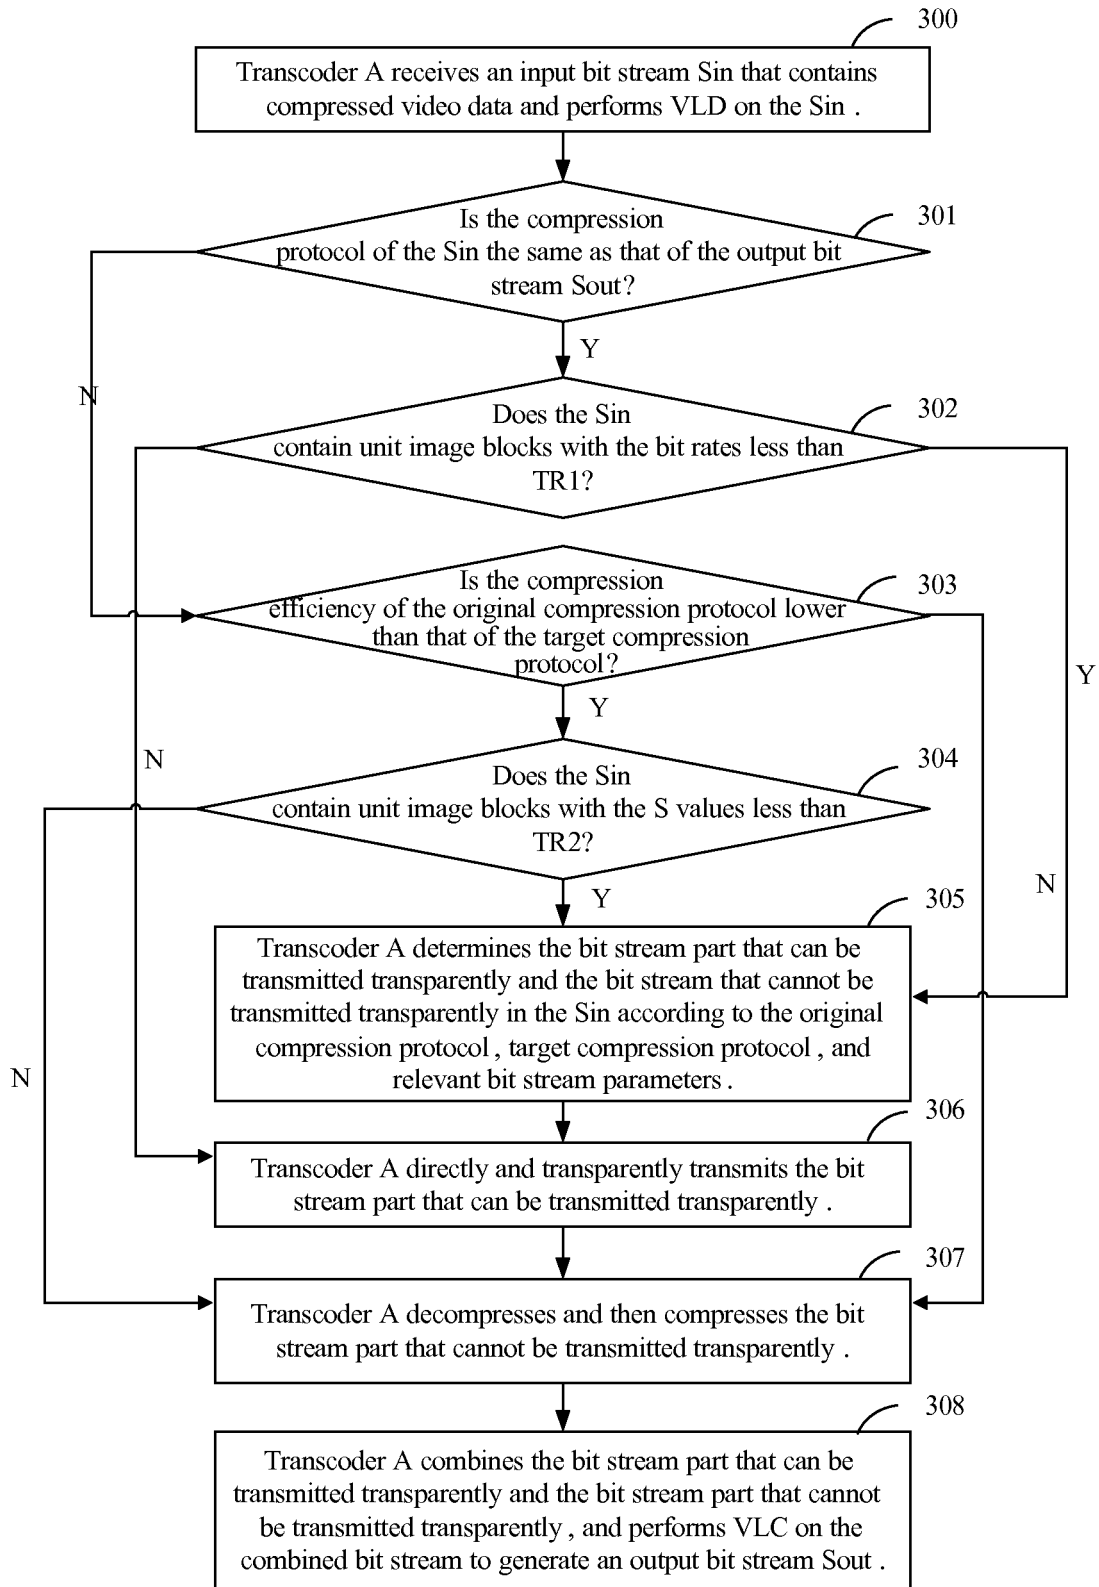 300
Transcoder A receives an input bit stream Sin that contains
compressed video data and performs VLD on the Sin .
301
Is the compression
protocol of the Sin the same as that of the output bit
stream Sout?
Y
N
302
Does the Sin
contain unit image blocks with the bit rates less than
TR1?
303
Is the compression
efficiency of the original compression protocol lower
than that of the target compression
protocol?
Y
Y
N
304
Does the Sin
contain unit image blocks with the S values less than
TR2?
Y
N
305
Transcoder A determines the bit stream part that can be
transmitted transparently and the bit stream that cannot be
transmitted transparently in the Sin according to the original
compression protocol , target compression protocol , and
relevant bit stream parameters .
N
306
Transcoder A directly and transparently transmits the bit
stream part that can be transmitted transparently .
307
Transcoder A decompresses and then compresses the bit
stream part that cannot be transmitted transparently .
308
Transcoder A combines the bit stream part that can be
transmitted transparently and the bit stream part that cannot
be transmitted transparently , and performs VLC on the
combined bit stream to generate an output bit stream Sout .